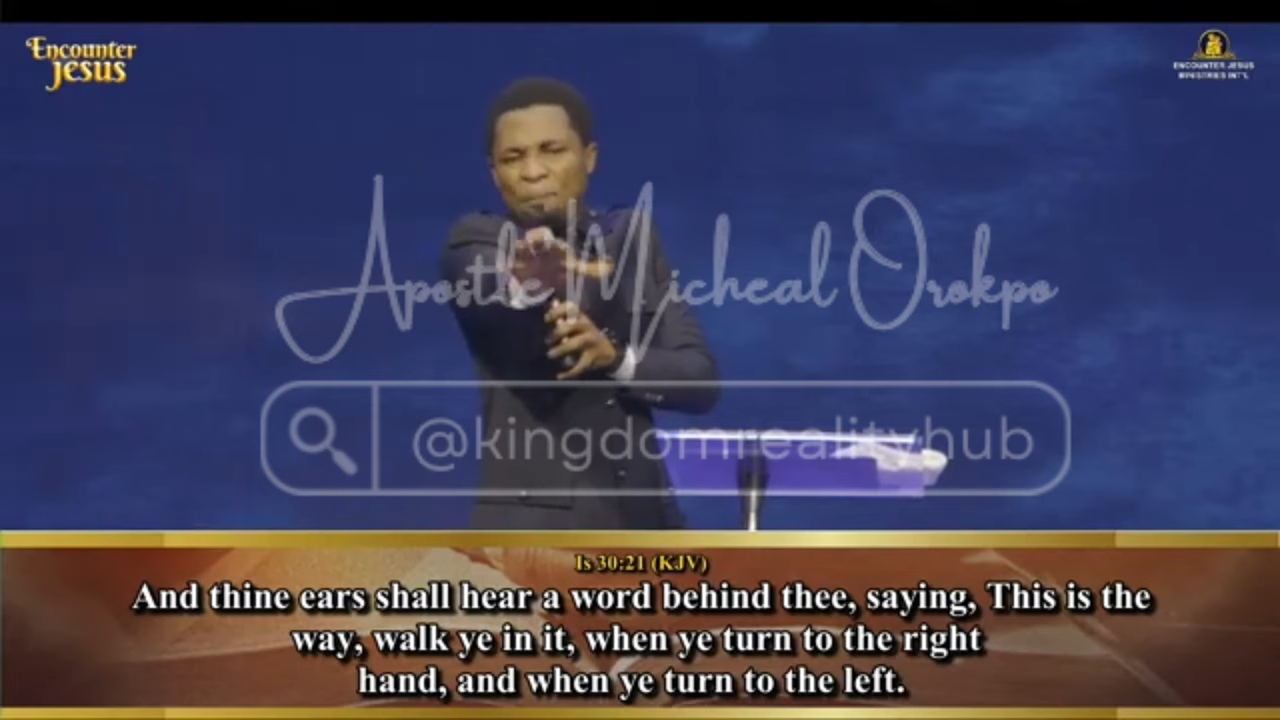 Encounter
Jesus
ENCOUNTER JESUS
MINISTRIES INT'L
Apostle Micheal Orokpo
@kingdomrealityhub
Is 30:21 (KJV)
And thine ears shall hear a word behind thee, saying, This is the
way, walk ye in it, when ye turn to the right
hand, and when ye turn to the left.